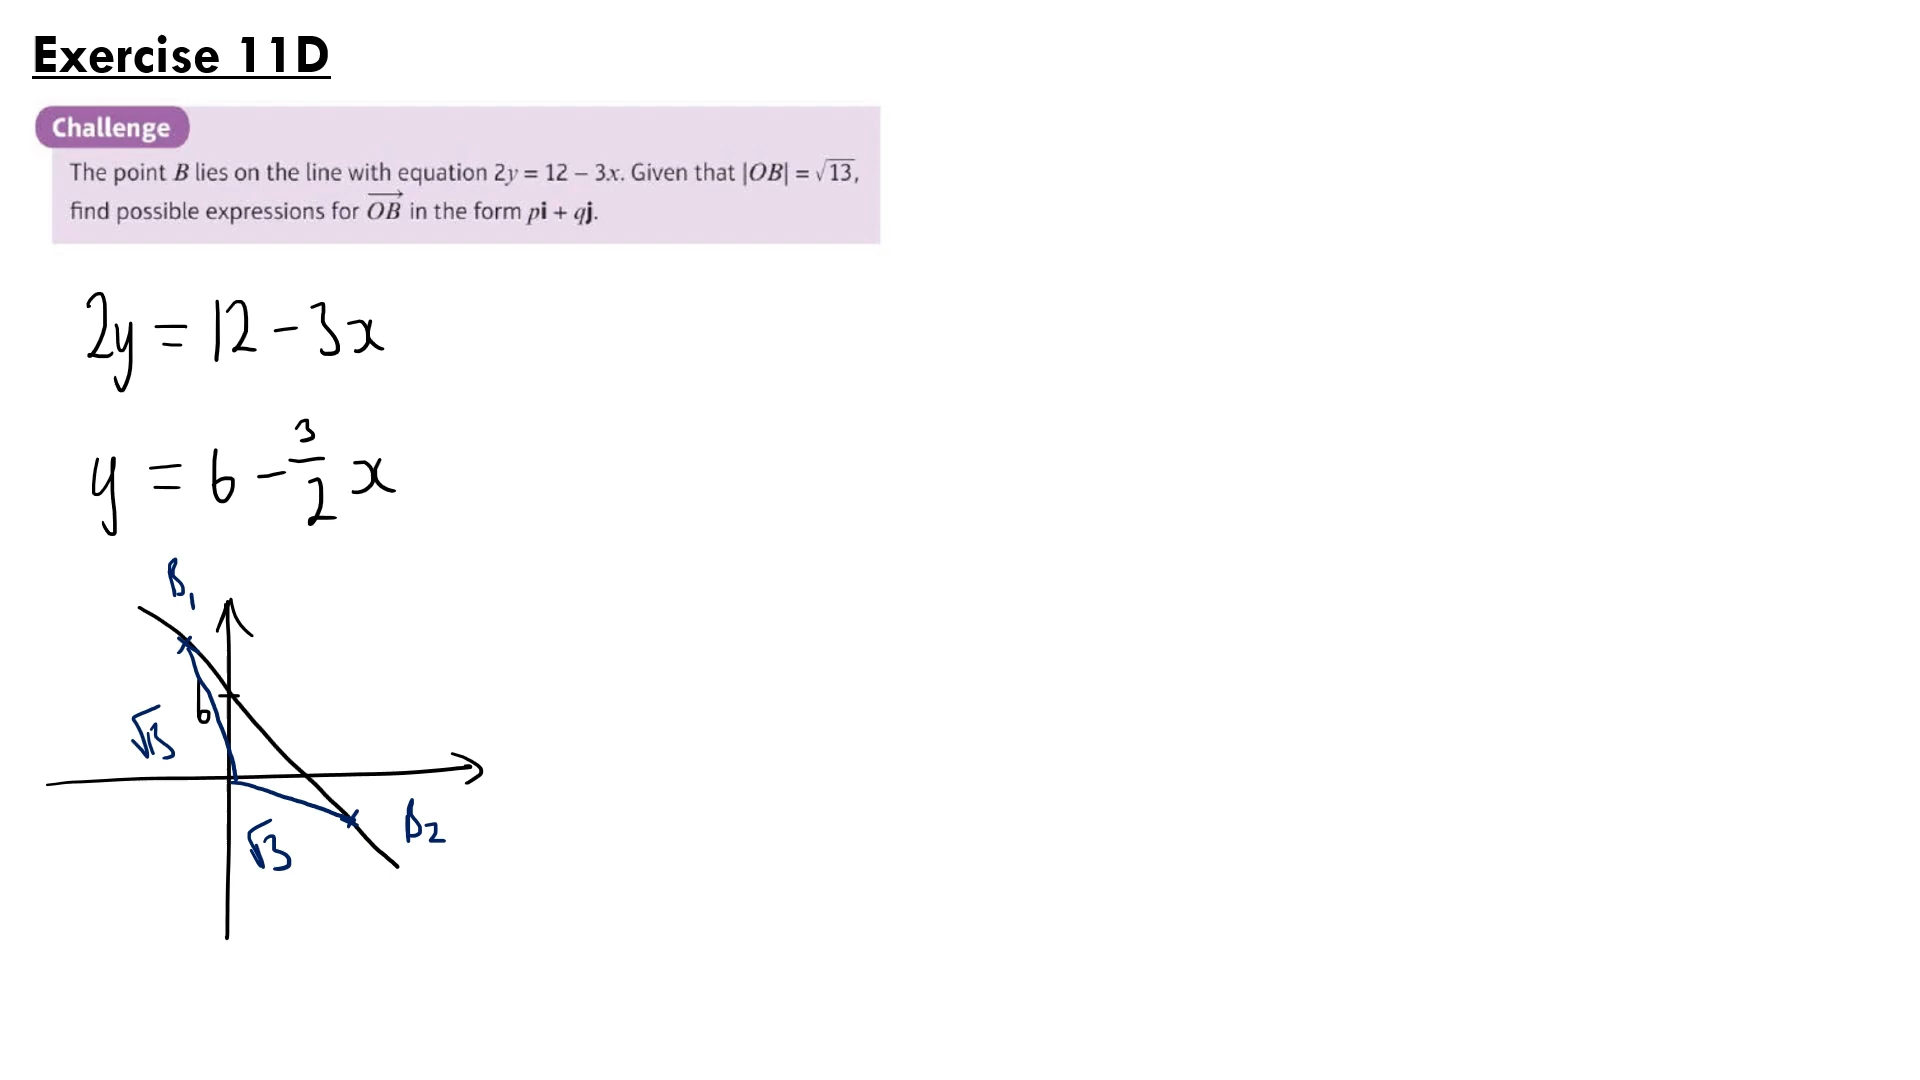 Exercise 11D
Challenge
The point B lies on the line with equation 2y = 12 – 3x. Given that |OB| = √13,
find possible expressions for OB⃗ in the form pi + qj.
2y = 12 - 3x
y = 6 - 3/2 x
B₁
6
√13
B₂
√13